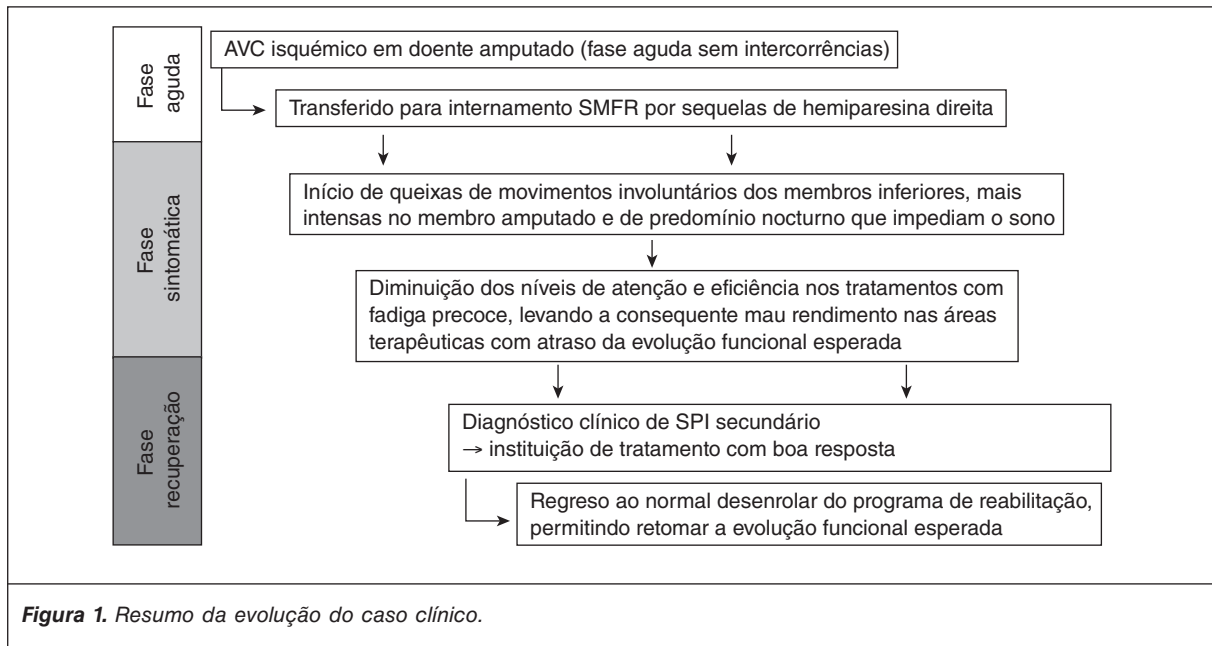 Fase
aguda
AVC isquémico em doente amputado (fase aguda sem intercorrências)
Transferido para internamento SMFR por sequelas de hemiparesina direita
Fase
sintomática
Início de queixas de movimentos involuntários dos membros inferiores, mais
intensas no membro amputado e de predomínio nocturno que impediam o sono
Diminuição dos níveis de atenção e eficiência nos tratamentos com
fadiga precoce, levando a consequente mau rendimento nas áreas
terapêuticas com atraso da evolução funcional esperada
Fase
recuperação
Diagnóstico clínico de SPI secundário
→ instituição de tratamento com boa resposta
Regreso ao normal desenrolar do programa de reabilitação,
permitindo retomar a evolução funcional esperada
Figura 1. Resumo da evolução do caso clínico.